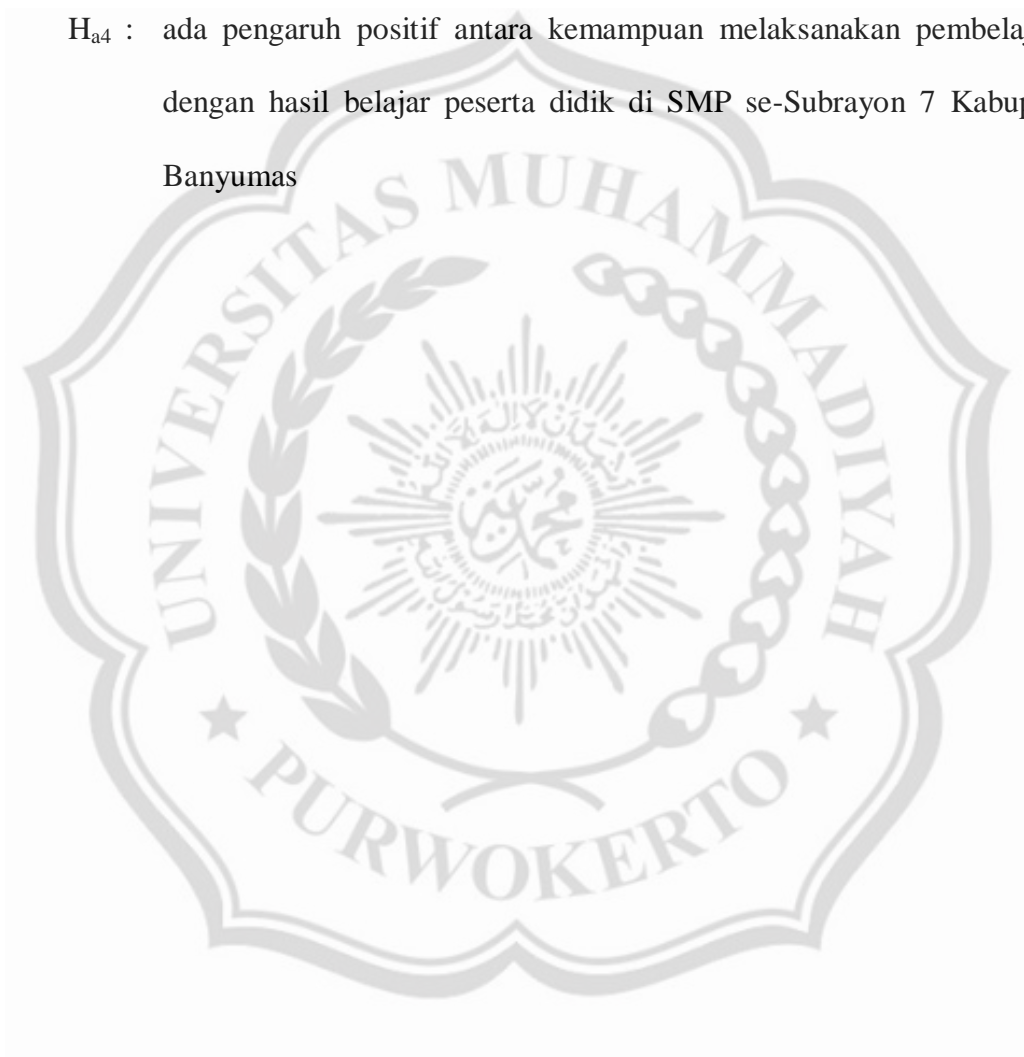 Ha4 : ada pengaruh positif antara kemampuan melaksanakan pembelaj
dengan hasil belajar peserta didik di SMP se-Subrayon 7 Kabup
Banyumas
UNIVERSITAS MUHAMMADIYAH
PURWOKERTO